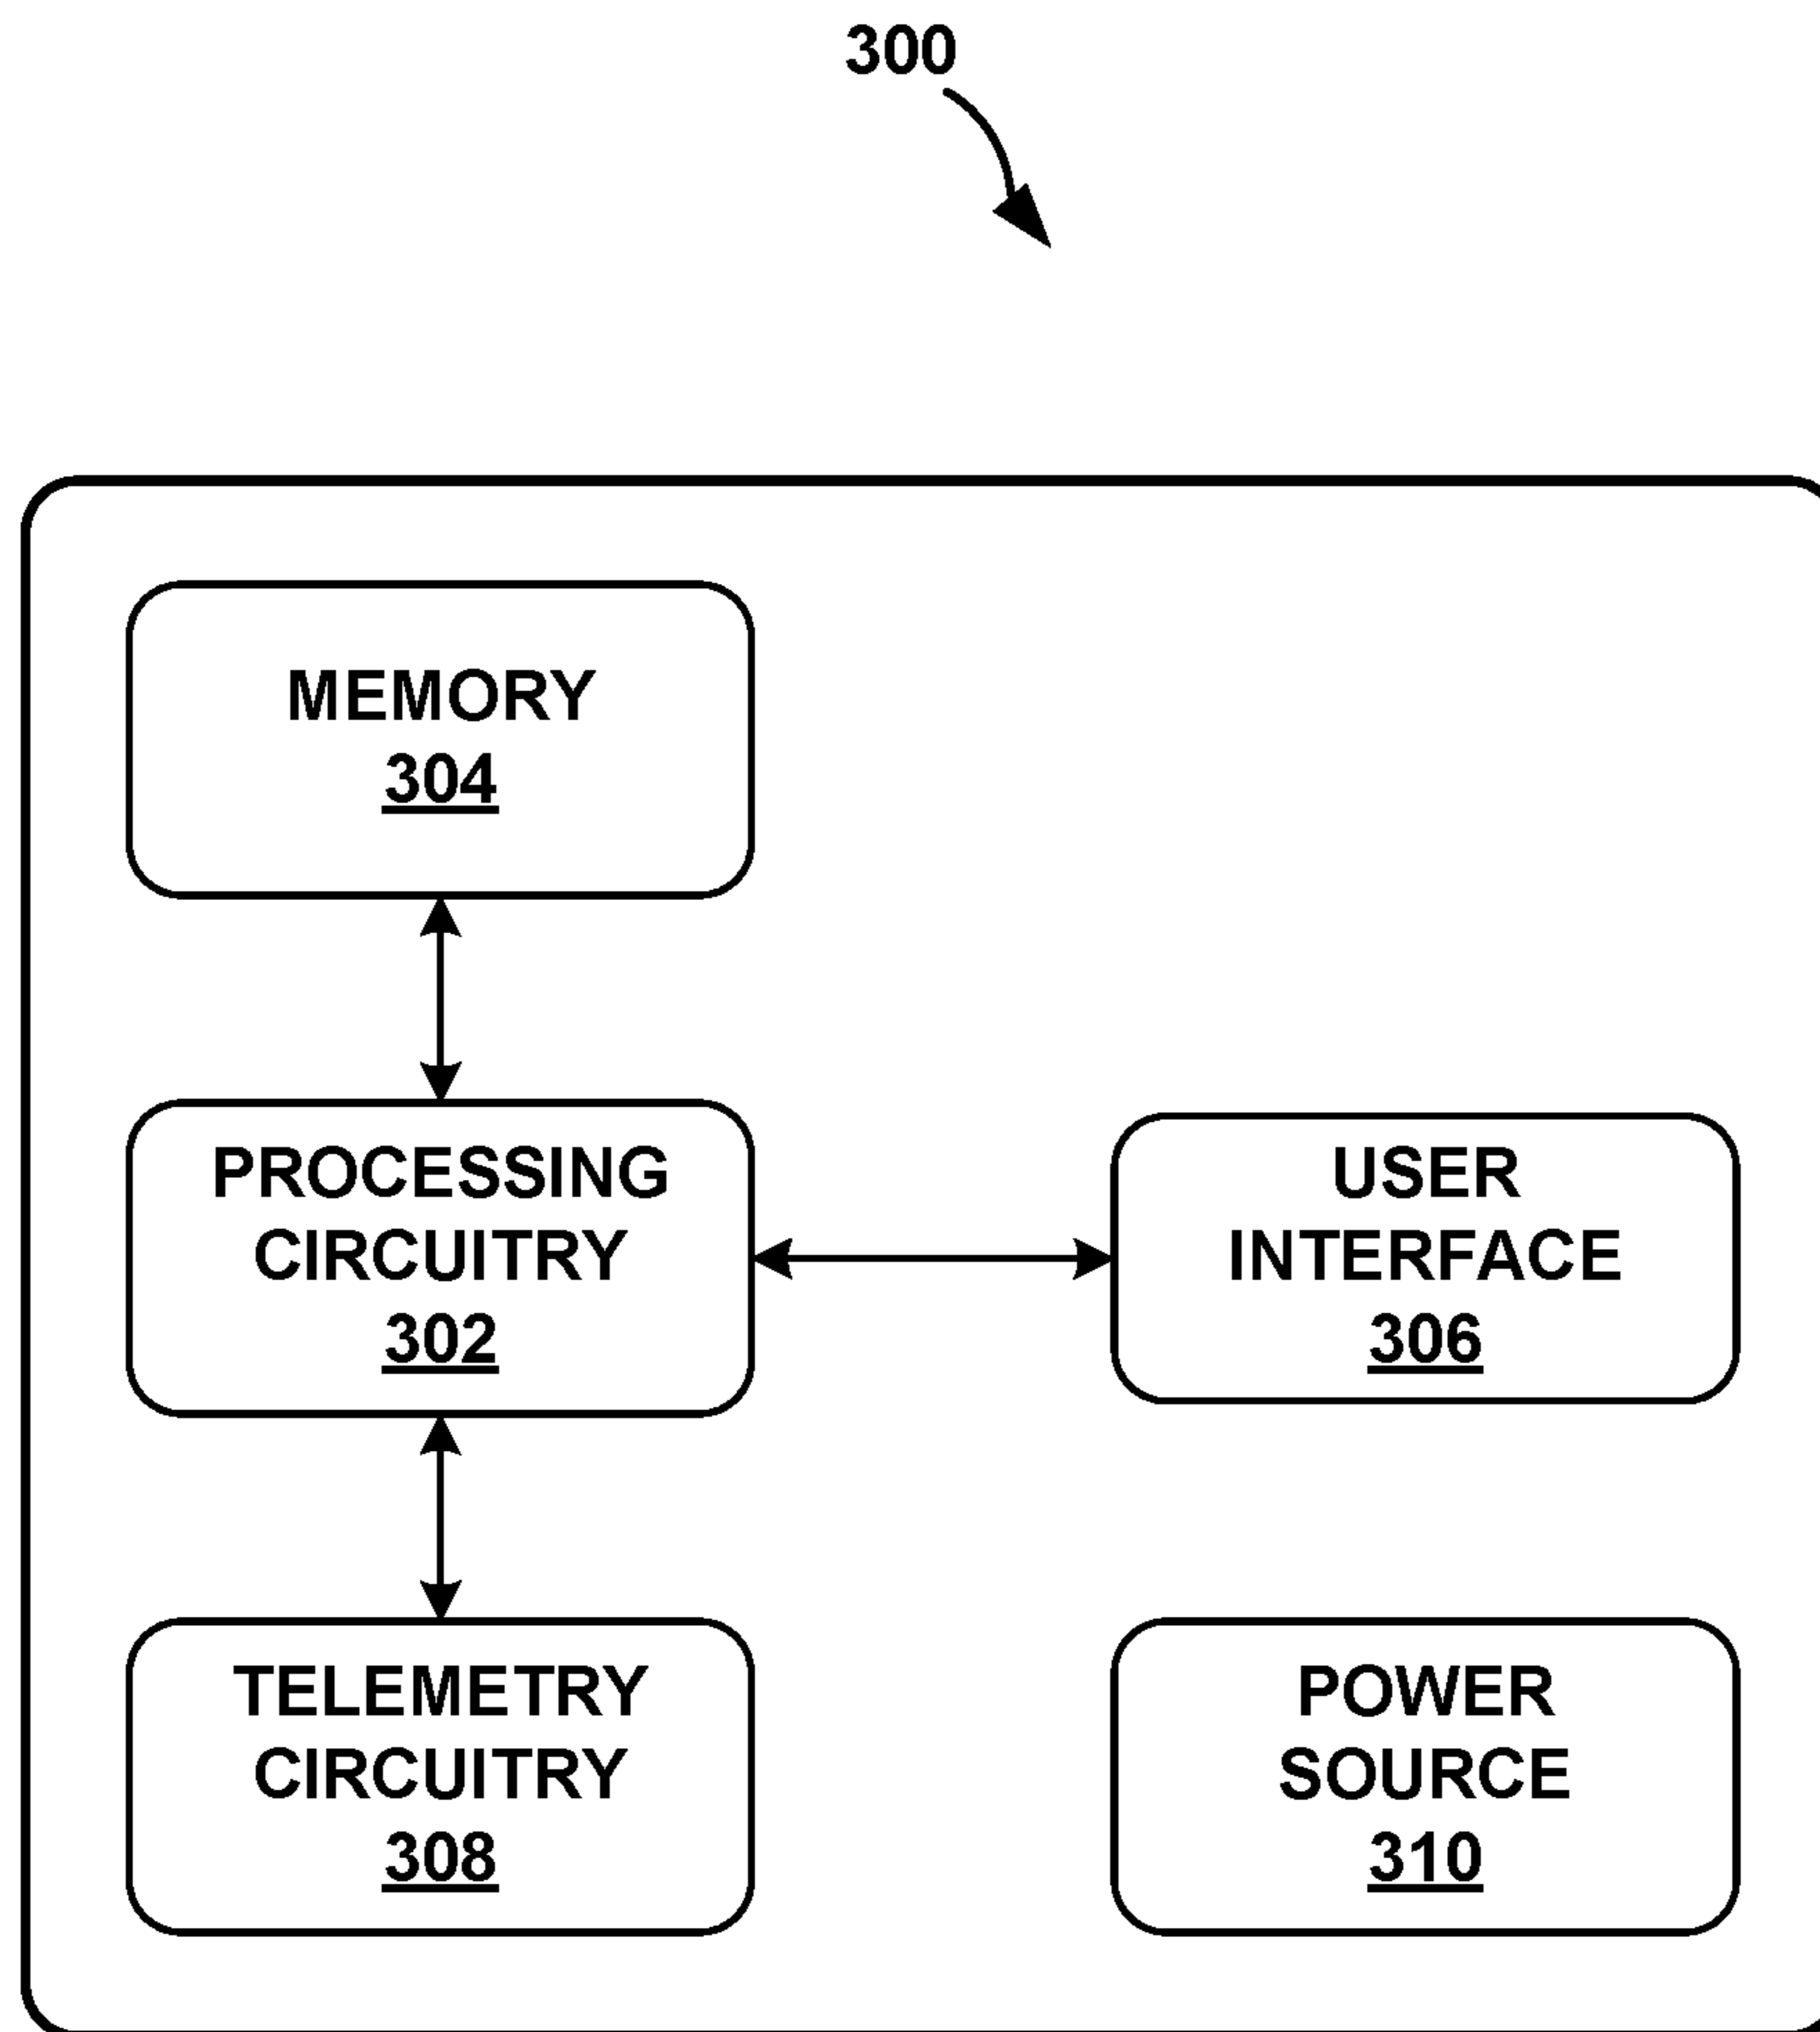 300
MEMORY
304
PROCESSING
CIRCUITRY
302
USER
INTERFACE
306
TELEMETRY
CIRCUITRY
308
POWER
SOURCE
310